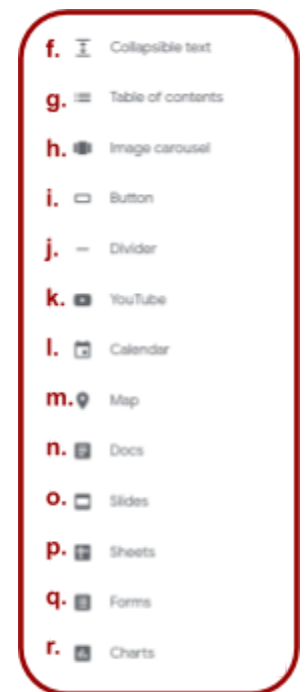 f. Collapsible text
g. Table of contents
h. Image carousel
i. Button
j. Divider
k. YouTube
l. Calendar
m. Map
n. Docs
o. Slides
p. Sheets
q. Forms
r. Charts